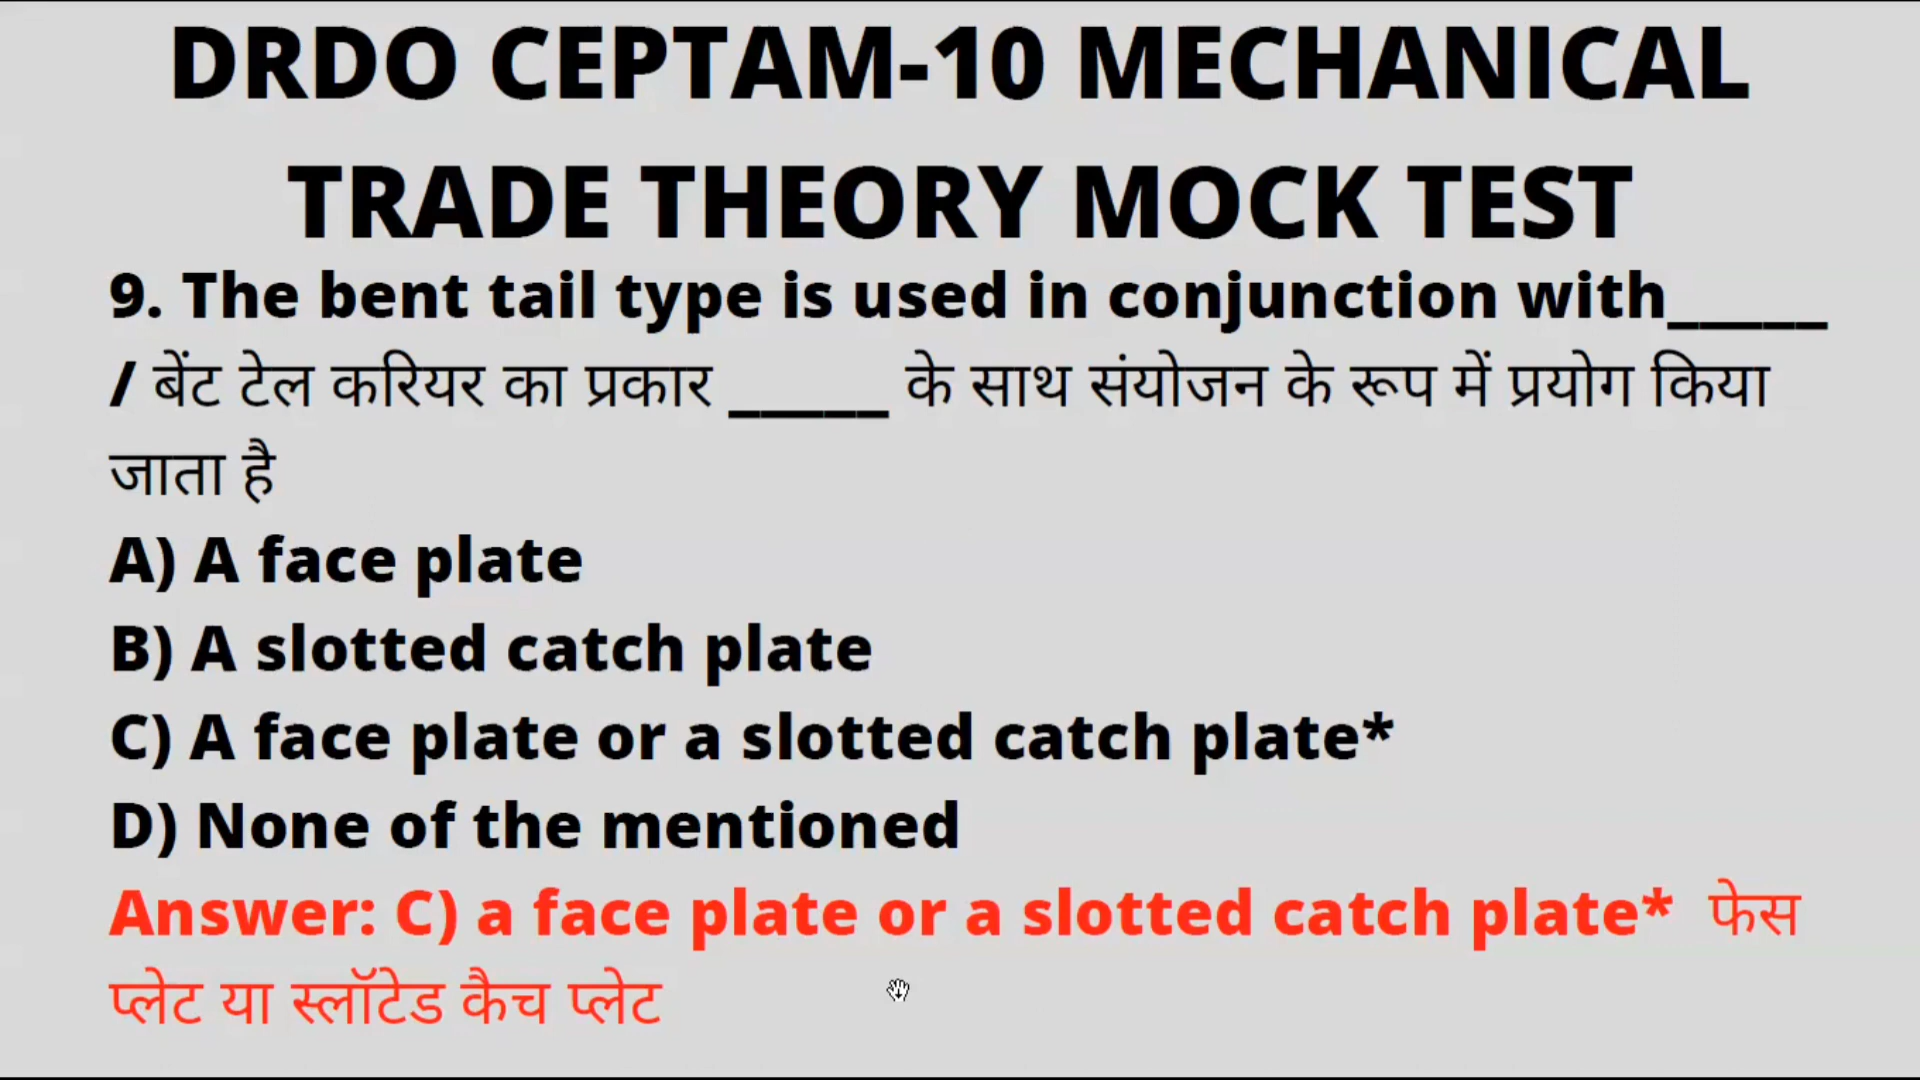 DRDO CEPTAM-10 MECHANICAL
TRADE THEORY MOCK TEST
9. The bent tail type is used in conjunction with_____
/ बेंट टेल करियर का प्रकार _____ के साथ संयोजन के रूप में प्रयोग किया
जाता है
A) A face plate
B) A slotted catch plate
C) A face plate or a slotted catch plate*
D) None of the mentioned
Answer: C) a face plate or a slotted catch plate* फेस
प्लेट या स्लॉटेड कैच प्लेट